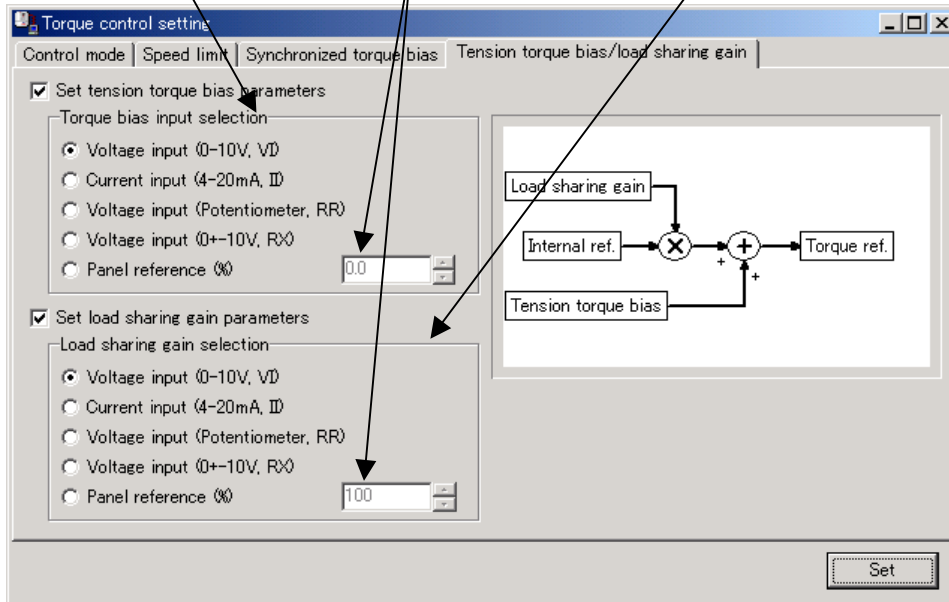 Torque control setting
Control mode Speed limit Synchronized torque bias Tension torque bias/load sharing gain
Set tension torque bias parameters
Torque bias input selection
Voltage input (0-10V, VI)
Current input (4-20mA, II)
Voltage input (Potentiometer, RR)
Voltage input (0+-10V, RX)
Panel reference (%) 0.0
Set load sharing gain parameters
Load sharing gain selection
Voltage input (0-10V, VI)
Current input (4-20mA, II)
Voltage input (Potentiometer, RR)
Voltage input (0+-10V, RX)
Panel reference (%) 100
Load sharing gain
Internal ref. × + Torque ref.
+ +
Tension torque bias
Set